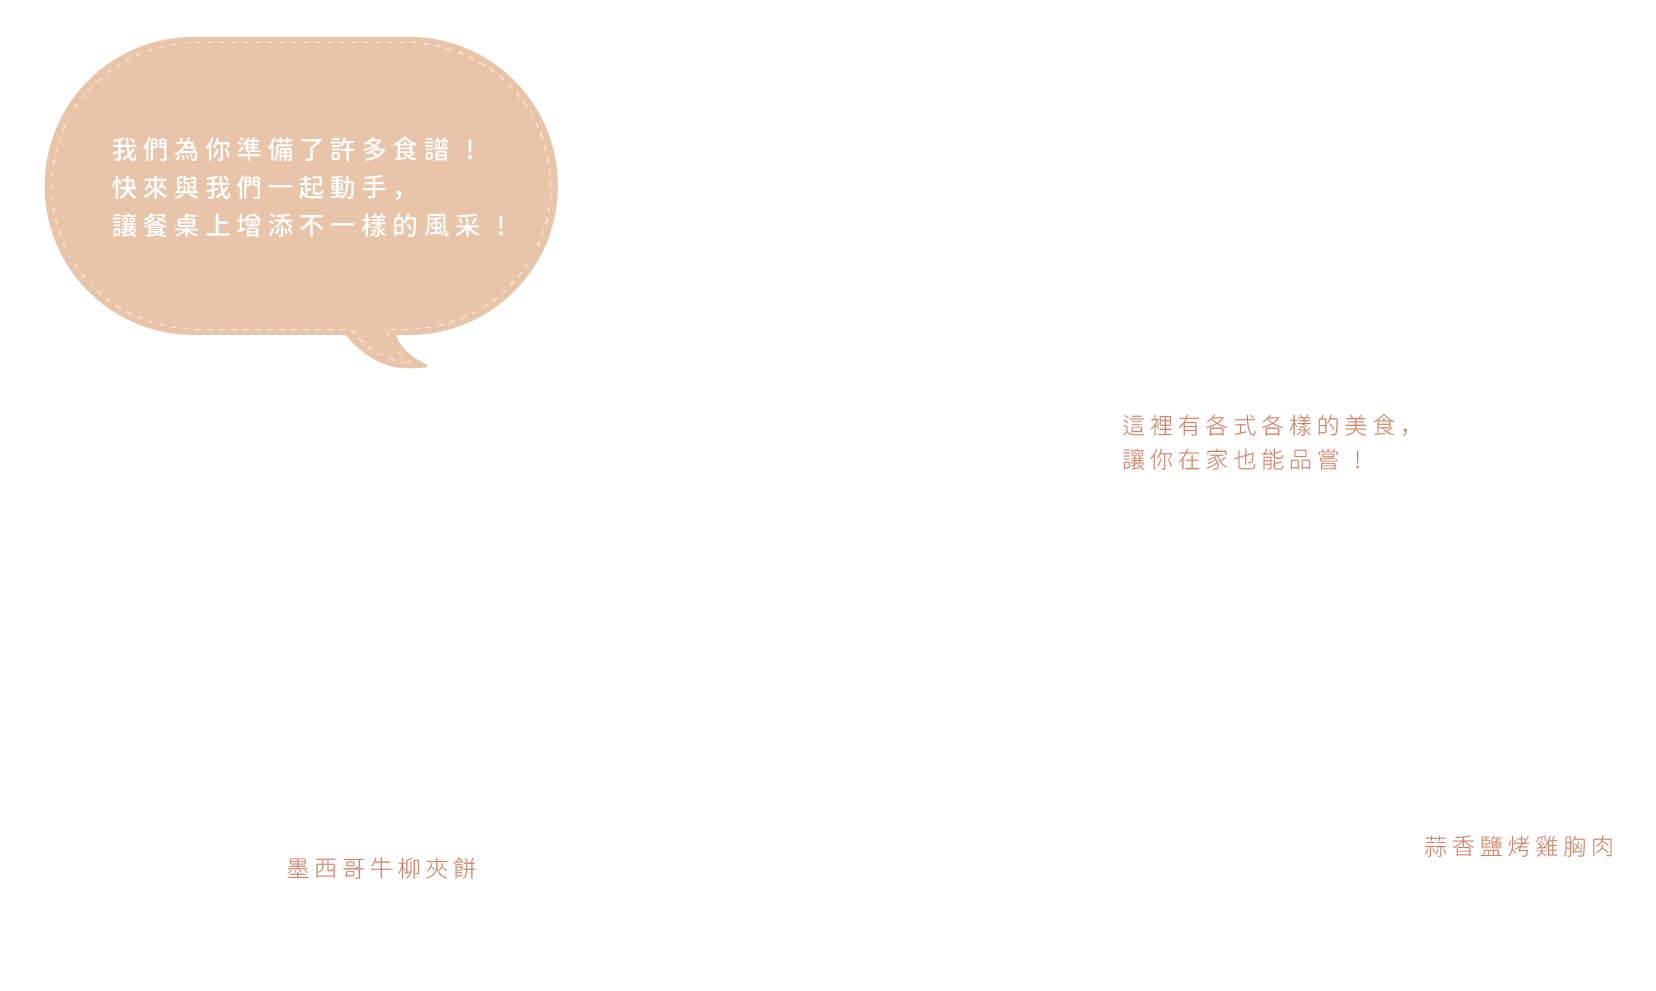 我們為你準備了許多食譜！
快來與我們一起動手，
讓餐桌上增添不一樣的風采！
這裡有各式各樣的美食，
讓你在家也能品嘗！
墨西哥牛柳夾餅
蒜香鹽烤雞胸肉